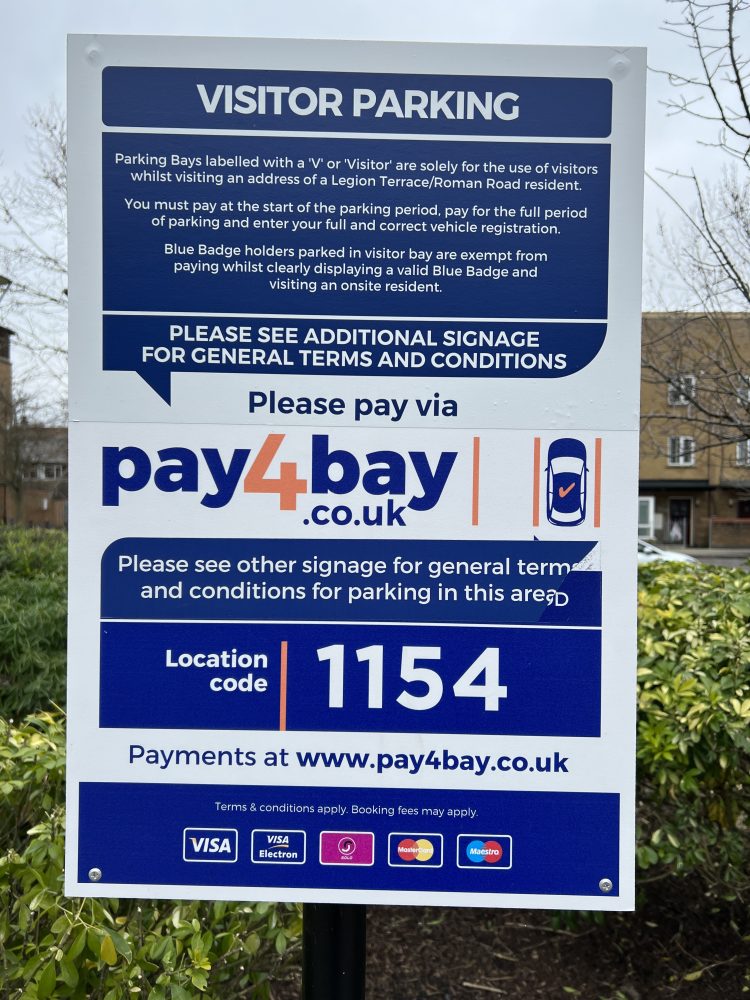 VISITOR PARKING
Parking Bays labelled with a 'V' or 'Visitor' are solely for the use of visitors
whilst visiting an address of a Legion Terrace/Roman Road resident.
You must pay at the start of the parking period, pay for the full period
of parking and enter your full and correct vehicle registration.
Blue Badge holders parked in visitor bay are exempt from
paying whilst clearly displaying a valid Blue Badge and
visiting an onsite resident.
PLEASE SEE ADDITIONAL SIGNAGE
FOR GENERAL TERMS AND CONDITIONS
Please pay via
pay4bay
.co.uk
Please see other signage for general terms
and conditions for parking in this area
D
Location
code
1154
Payments at www.pay4bay.co.uk
Terms & conditions apply. Booking fees may apply.
VISA
VISA
Electron
SOLO
MasterCard
Maestro